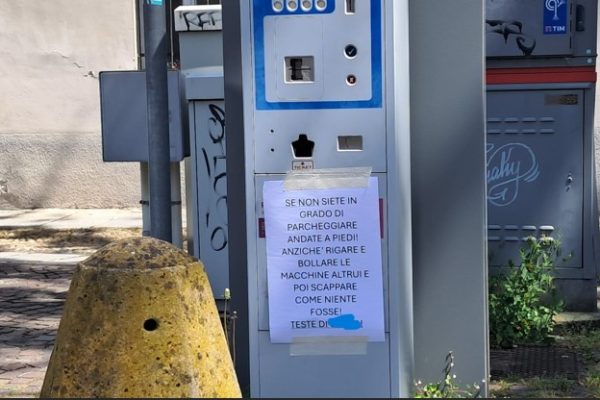 TIM
SE NON SIETE IN
GRADO DI
PARCHEGGIARE
ANDATE A PIEDI!
ANZICHE' RIGARE E
BOLLARE LE
MACCHINE ALTRUI E
POI SCAPPARE
COME NIENTE
FOSSE!
TESTE DI